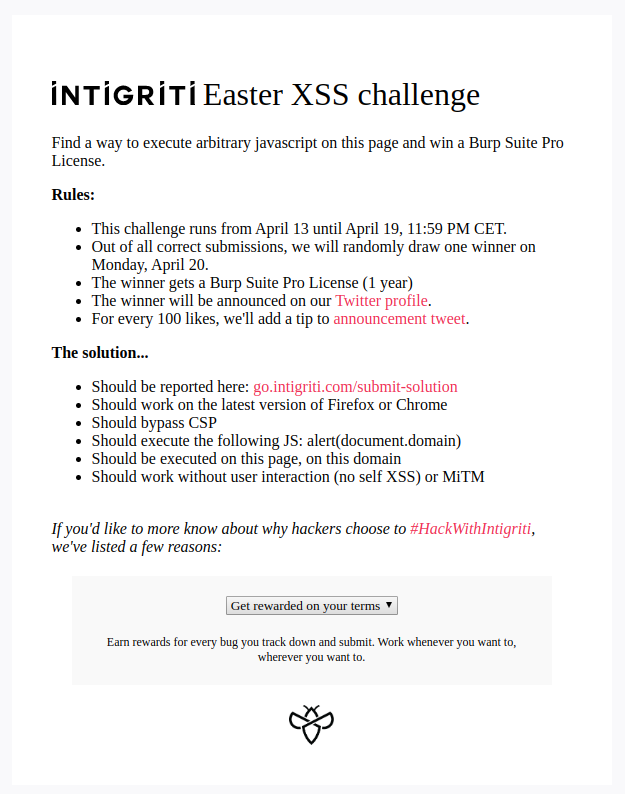 INTIGRITI Easter XSS challenge
Find a way to execute arbitrary javascript on this page and win a Burp Suite Pro
License.
Rules:
This challenge runs from April 13 until April 19, 11:59 PM CET.
Out of all correct submissions, we will randomly draw one winner on
Monday, April 20.
The winner gets a Burp Suite Pro License (1 year)
The winner will be announced on our Twitter profile.
For every 100 likes, we'll add a tip to announcement tweet.
The solution...
Should be reported here: go.intigriti.com/submit-solution
Should work on the latest version of Firefox or Chrome
Should bypass CSP
Should execute the following JS: alert(document.domain)
Should be executed on this page, on this domain
Should work without user interaction (no self XSS) or MiTM
If you'd like to more know about why hackers choose to #HackWithIntigriti,
we've listed a few reasons:
Get rewarded on your terms
Earn rewards for every bug you track down and submit. Work whenever you want to,
wherever you want to.